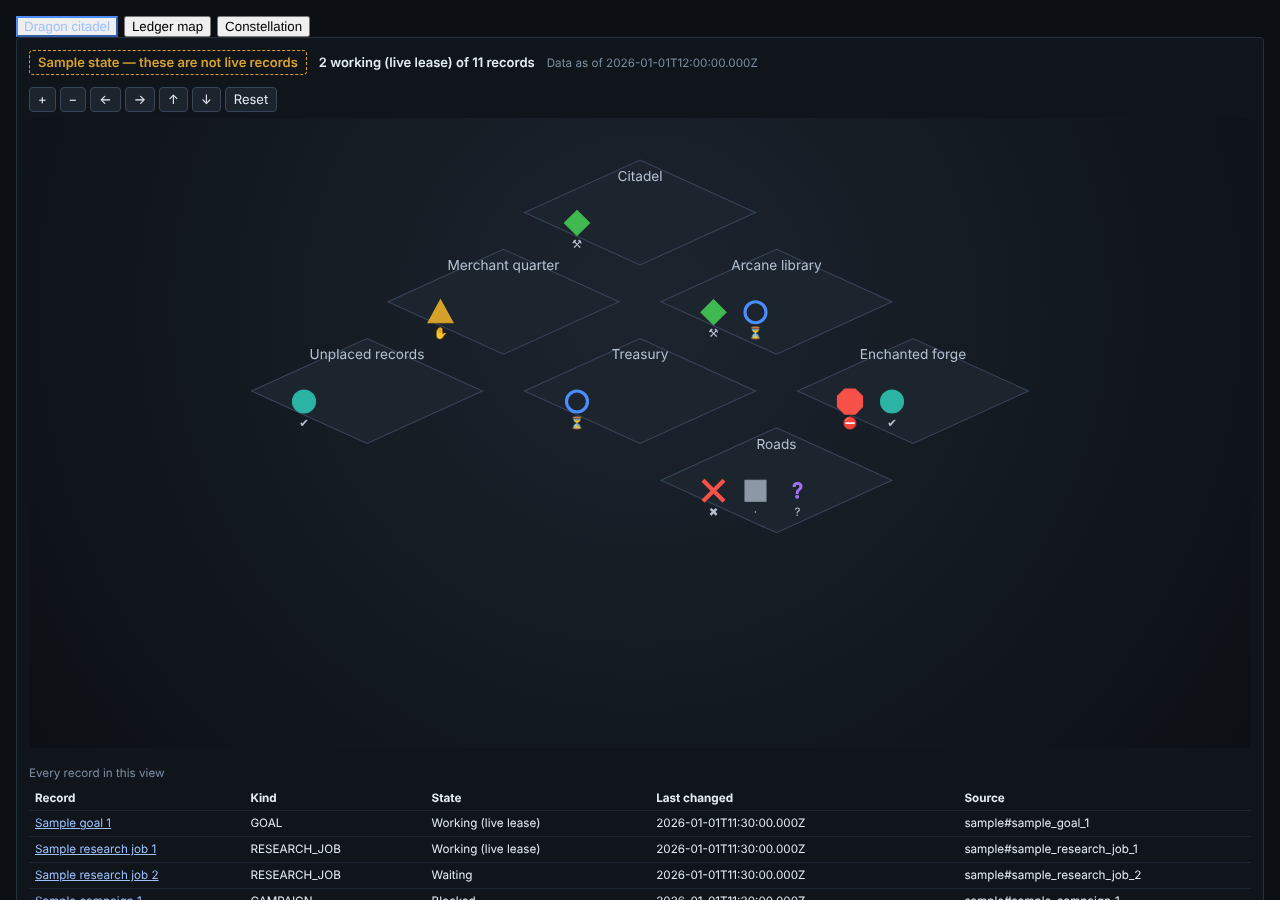 Dragon citadel Ledger map Constellation
Sample state — these are not live records 2 working (live lease) of 11 records Data as of 2026-01-01T12:00:00.000Z
+ − ← → ↑ ↓ Reset
Citadel
Merchant quarter Arcane library
Unplaced records Treasury Enchanted forge
Roads
?
?
Every record in this view
Record Kind State Last changed Source
Sample goal 1 GOAL Working (live lease) 2026-01-01T11:30:00.000Z sample#sample_goal_1
Sample research job 1 RESEARCH_JOB Working (live lease) 2026-01-01T11:30:00.000Z sample#sample_research_job_1
Sample research job 2 RESEARCH_JOB Waiting 2026-01-01T11:30:00.000Z sample#sample_research_job_2